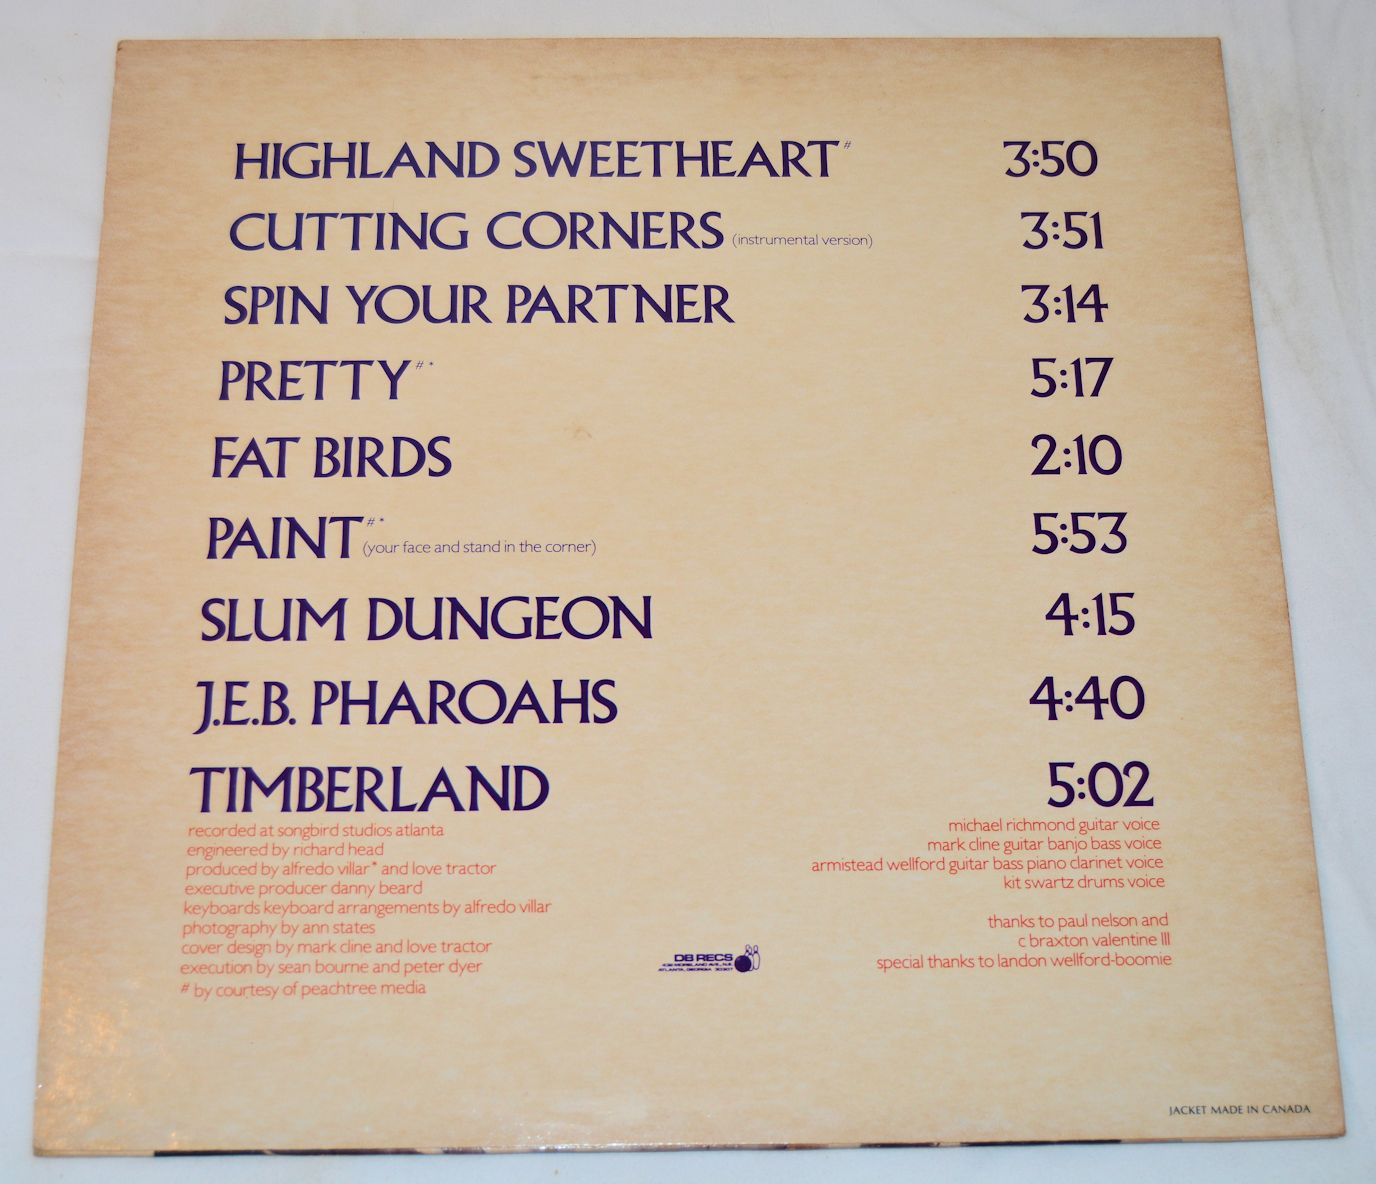 HIGHLAND SWEETHEART # 3:50
CUTTING CORNERS (instrumental version) 3:51
SPIN YOUR PARTNER 3:14
PRETTY # * 5:17
FAT BIRDS 2:10
PAINT # * (your face and stand in the corner) 5:53
SLUM DUNGEON 4:15
J.E.B. PHAROAHS 4:40
TIMBERLAND 5:02
recorded at songbird studios atlanta
engineered by richard head
produced by alfredo villar* and love tractor
executive producer danny beard
keyboards keyboard arrangements by alfredo villar
photography by ann states
cover design by mark cline and love tractor
execution by sean bourne and peter dyer
# by courtesy of peachtree media
DB RECS
432 MORELAND AVE., N.E.
ATLANTA, GEORGIA 30307
michael richmond guitar voice
mark cline guitar banjo bass voice
armistead wellford guitar bass piano clarinet voice
kit swartz drums voice
thanks to paul nelson and
c braxton valentine III
special thanks to landon wellford-boomie
JACKET MADE IN CANADA